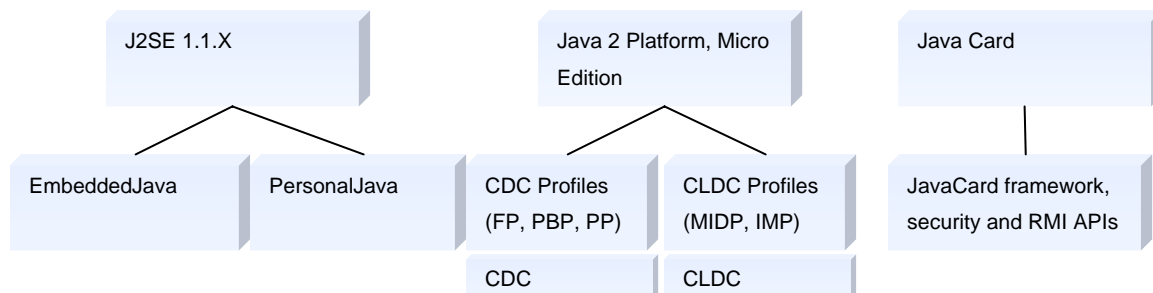 J2SE 1.1.X
Java 2 Platform, Micro
Edition
Java Card
EmbeddedJava
PersonalJava
CDC Profiles
(FP, PBP, PP)
CLDC Profiles
(MIDP, IMP)
JavaCard framework,
security and RMI APIs
CDC
CLDC